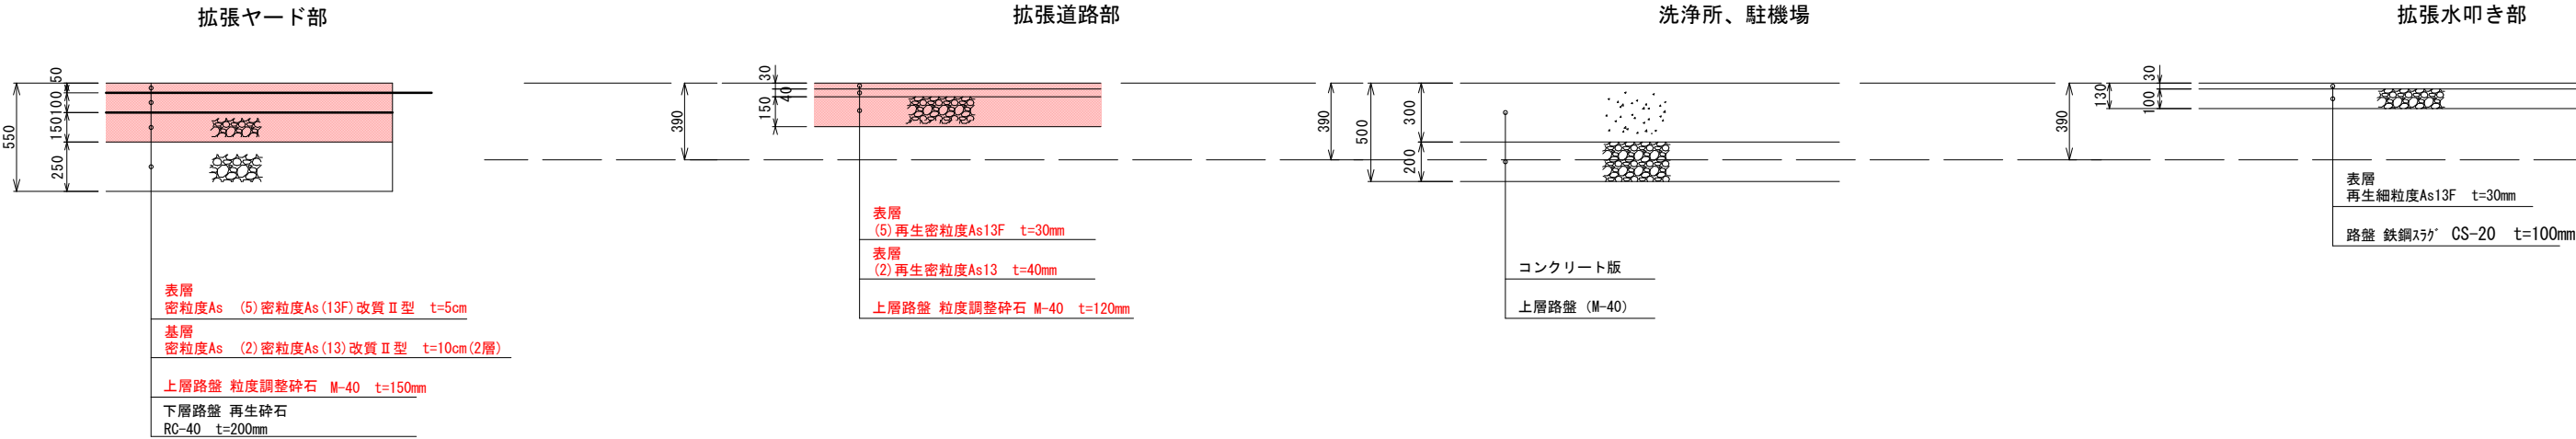 拡張ヤード部
50
100
150
250
550
表層
密粒度As (5)密粒度As(13F)改質Ⅱ型 t=5cm
基層
密粒度As (2)密粒度As(13)改質Ⅱ型 t=10cm(2層)
上層路盤 粒度調整砕石 M-40 t=150mm
下層路盤 再生砕石
RC-40 t=200mm
拡張道路部
390
30
40
150
表層
(5)再生密粒度As13F t=30mm
表層
(2)再生密粒度As13 t=40mm
上層路盤 粒度調整砕石 M-40 t=120mm
洗浄所、駐機場
390
500
300
200
コンクリート版
上層路盤 (M-40)
拡張水叩き部
390
130
30
100
表層
再生細粒度As13F t=30mm
路盤 鉄鋼ｽﾗｸﾞ CS-20 t=100mm